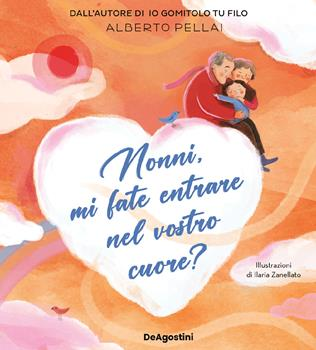 DALL'AUTORE DI IO GOMITOLO TU FILO
ALBERTO PELLAI
Nonni,
mi fate entrare
nel vostro
cuore?
Illustrazioni
di Ilaria Zanellato
DeAgostini